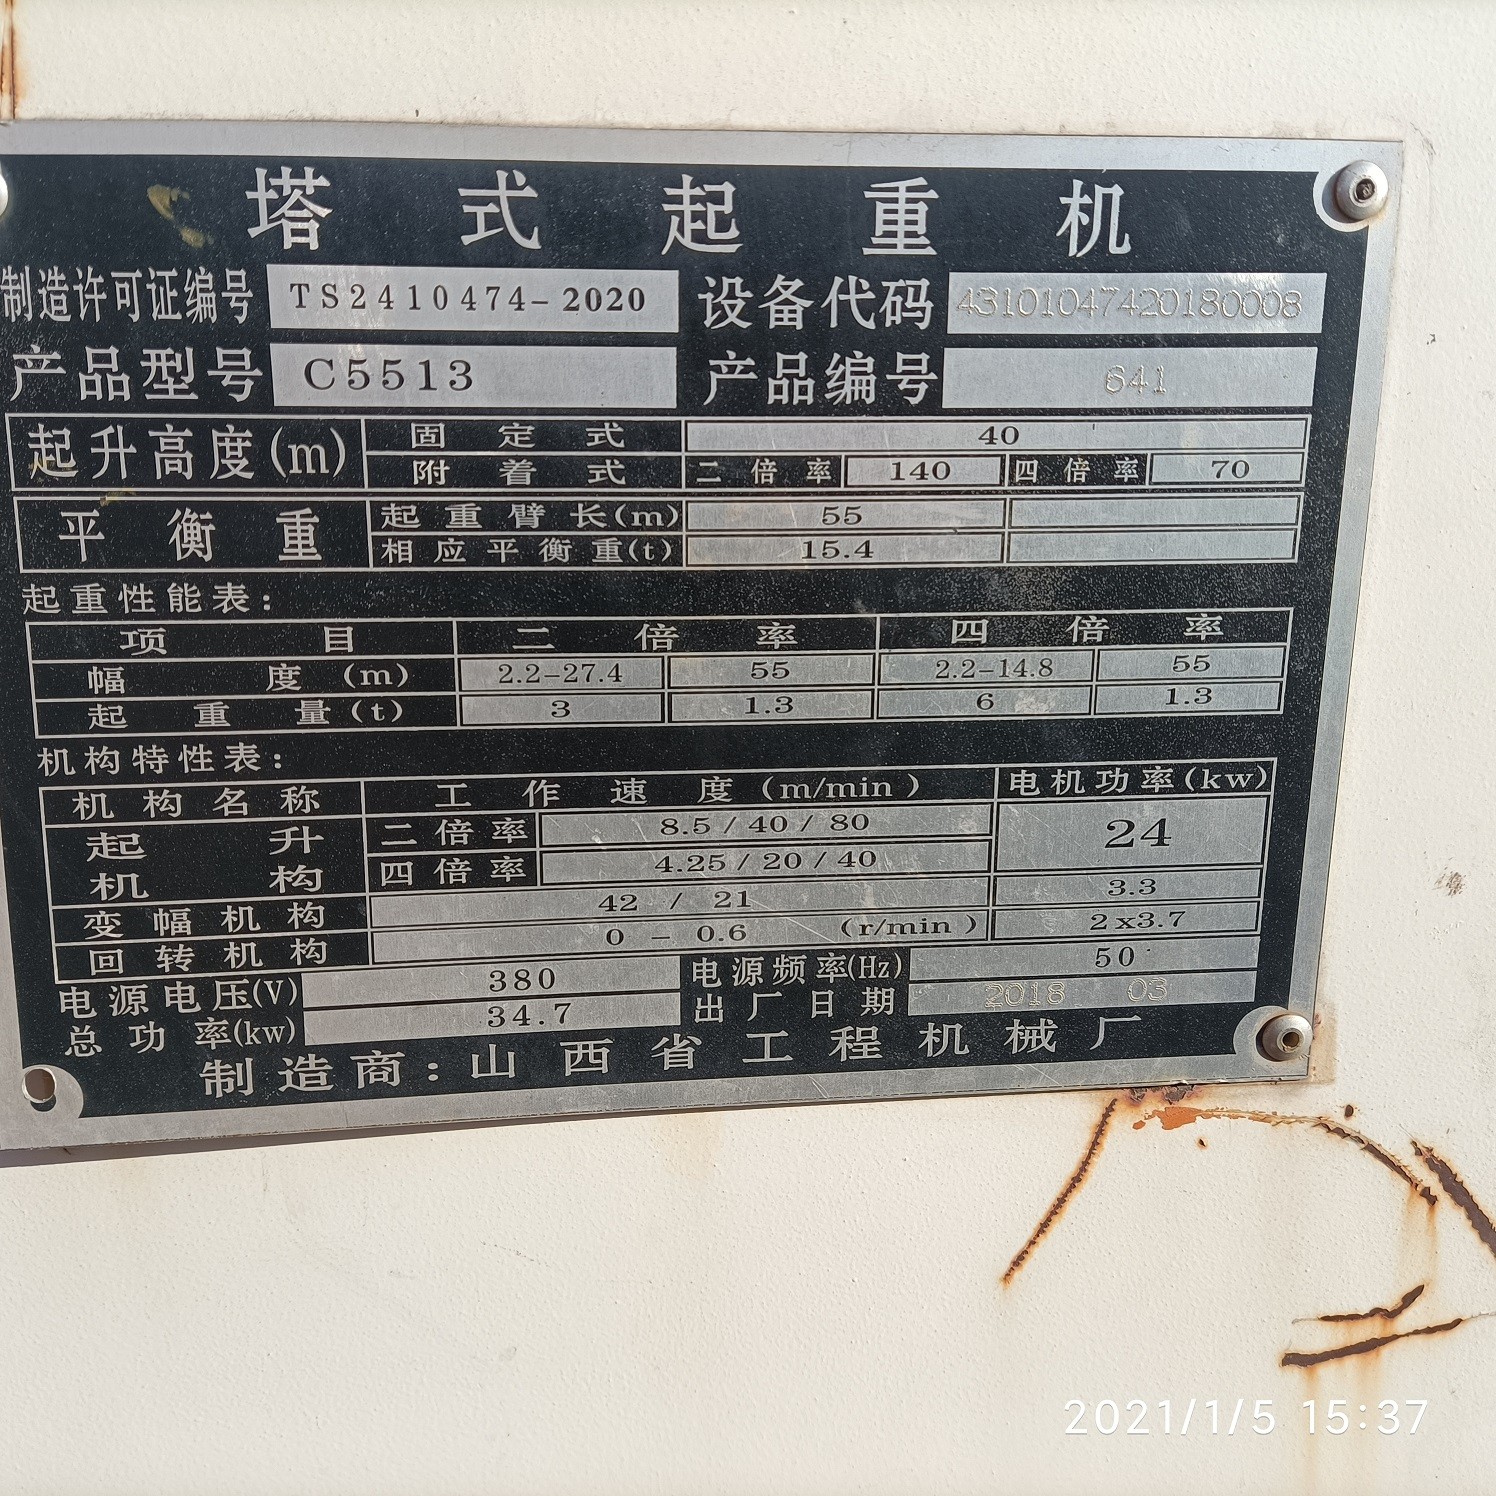 塔式起重机
制造许可证编号 TS2410474-2020 设备代码 43101047420180008
产品型号 C5513 产品编号 641
起升高度(m) 固定式 40
附着式 二倍率 140 四倍率 70
平衡重 起重臂长(m) 55
相应平衡重(t) 15.4
起重性能表：
项目 二倍率 四倍率
幅度(m) 2.2-27.4 55 2.2-14.8 55
起重量(t) 3 1.3 6 1.3
机构特性表：
机构名称 工作速度(m/min) 电机功率(kw)
起升机构 二倍率 8.5/40/80 24
四倍率 4.25/20/40
变幅机构 42/21 3.3
回转机构 0-0.6 (r/min) 2x3.7
电源电压(V) 380 电源频率(Hz) 50
总功率(kw) 34.7 出厂日期 2018 03
制造商：山西省工程机械厂
2021/1/5 15:37